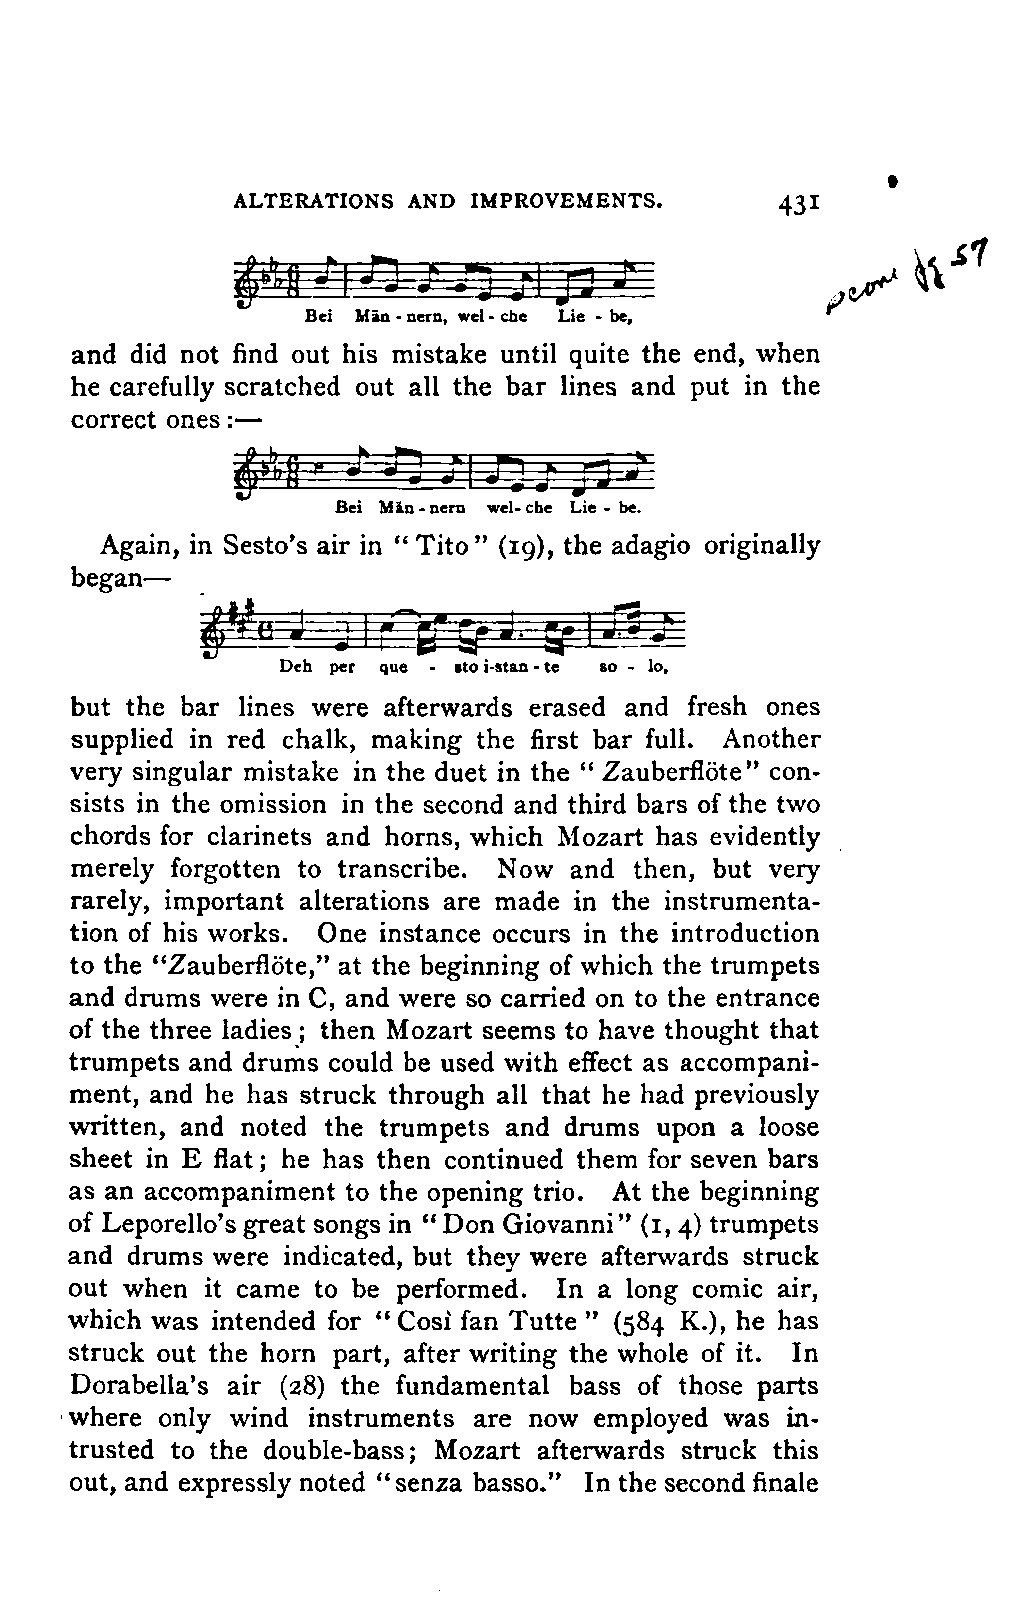 ALTERATIONS AND IMPROVEMENTS. 431
score pg 57
Bei Män - nern, wel - che Lie - be,
and did not find out his mistake until quite the end, when
he carefully scratched out all the bar lines and put in the
correct ones :—
Bei Män - nern wel- che Lie - be.
Again, in Sesto's air in “ Tito ” (19), the adagio originally
began—
Deh per que - sto i-stan - te so - lo,
but the bar lines were afterwards erased and fresh ones
supplied in red chalk, making the first bar full. Another
very singular mistake in the duet in the “ Zauberflöte” con-
sists in the omission in the second and third bars of the two
chords for clarinets and horns, which Mozart has evidently
merely forgotten to transcribe. Now and then, but very
rarely, important alterations are made in the instrumenta-
tion of his works. One instance occurs in the introduction
to the “Zauberflöte,” at the beginning of which the trumpets
and drums were in C, and were so carried on to the entrance
of the three ladies ; then Mozart seems to have thought that
trumpets and drums could be used with effect as accompani-
ment, and he has struck through all that he had previously
written, and noted the trumpets and drums upon a loose
sheet in E flat ; he has then continued them for seven bars
as an accompaniment to the opening trio. At the beginning
of Leporello's great songs in “ Don Giovanni” (1, 4) trumpets
and drums were indicated, but they were afterwards struck
out when it came to be performed. In a long comic air,
which was intended for “ Così fan Tutte ” (584 K.), he has
struck out the horn part, after writing the whole of it. In
Dorabella's air (28) the fundamental bass of those parts
where only wind instruments are now employed was in-
trusted to the double-bass; Mozart afterwards struck this
out, and expressly noted “senza basso.” In the second finale